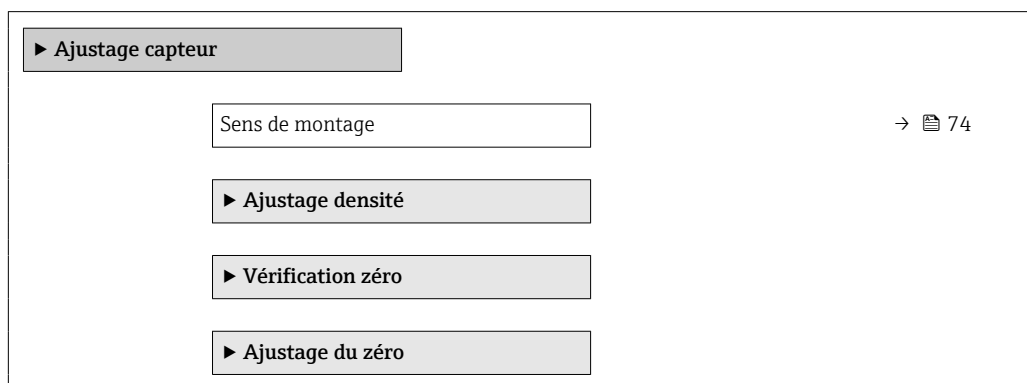 ▶ Ajustage capteur
Sens de montage → 74
▶ Ajustage densité
▶ Vérification zéro
▶ Ajustage du zéro